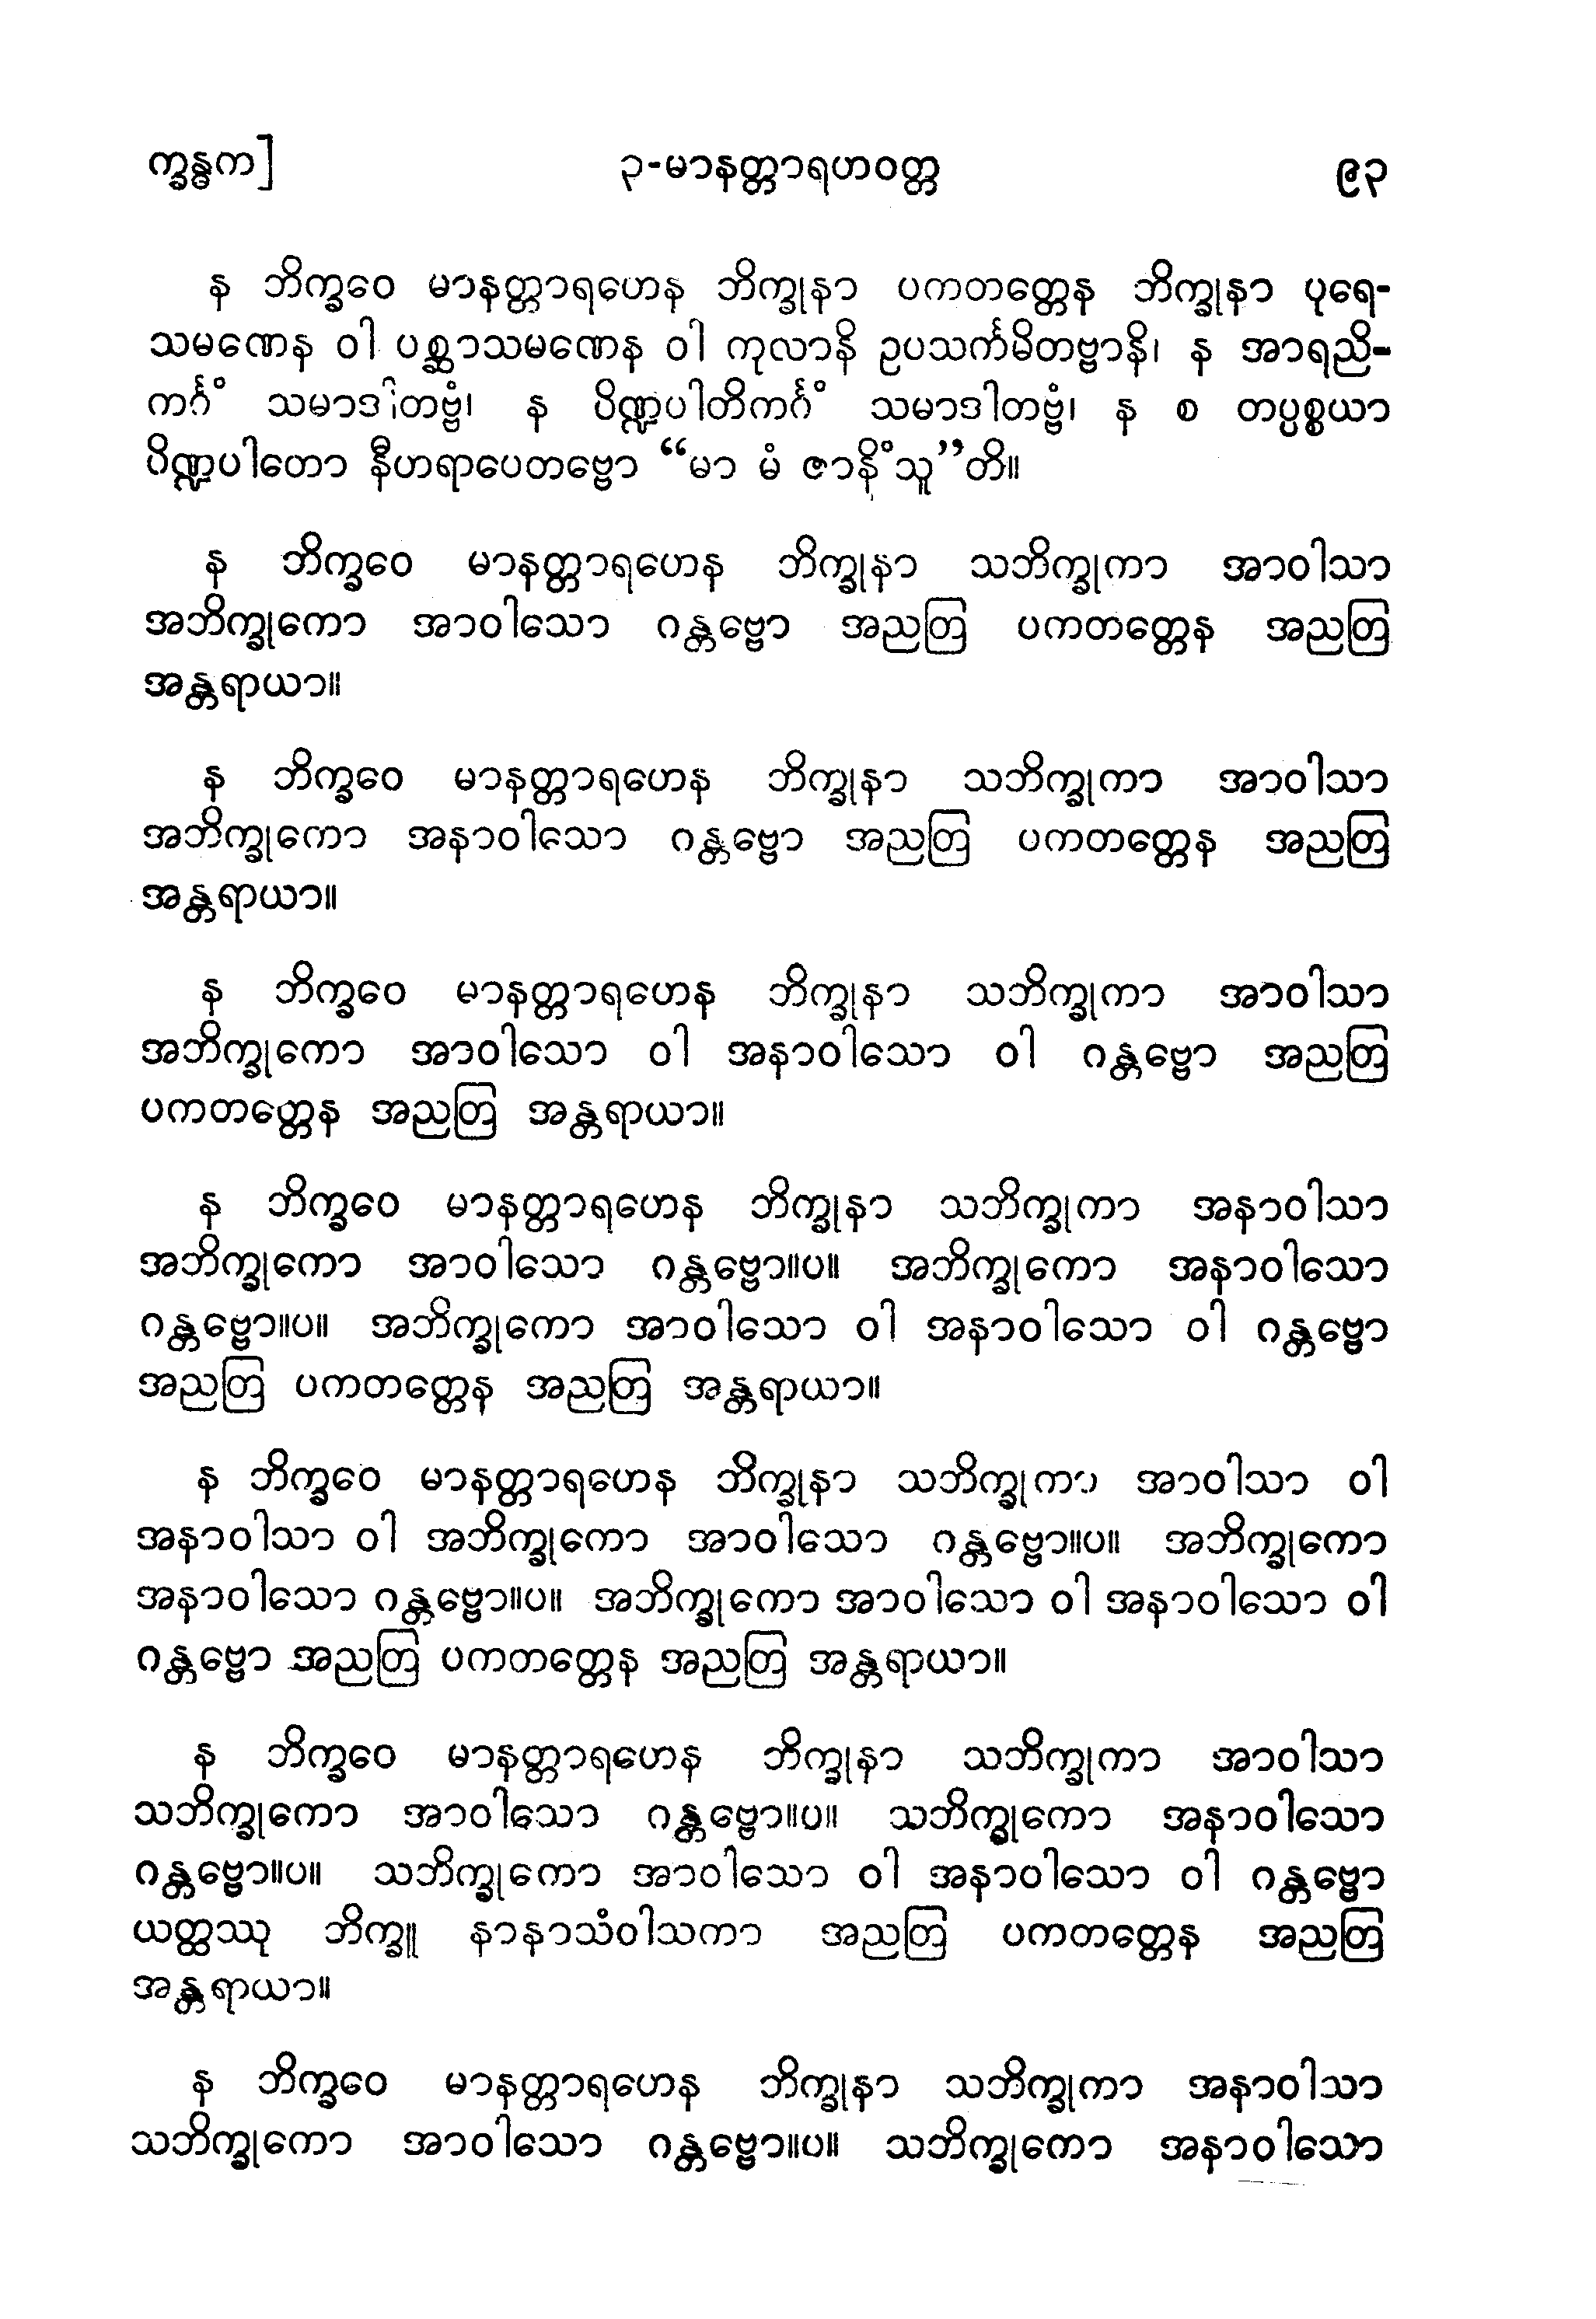 က္ခန္ဓက]
၃-မာနတ္တာရဟဝတ္တ
၉၃
န ဘိက္ခဝေ မာနတ္တာရဟေန ဘိက္ခုနာ ပကတတ္တေန ဘိက္ခုနာ ပုရေ-
သမဏေန ဝါ ပစ္ဆာသမဏေန ဝါ ကုလာနိ ဥပသင်္ကမိတဗ္ဗာနိ၊ န အာရညိ-
ကင်္ဂံ သမာဒါတဗ္ဗံ၊ န ပိဏ္ဍပါတိကင်္ဂံ သမာဒါတဗ္ဗံ၊ န စ တပ္ပစ္စယာ
ပိဏ္ဍပါတော နီဟရာပေတဗ္ဗော “မာ မံ ဇာနိံသူ”တိ။
န ဘိက္ခဝေ မာနတ္တာရဟေန ဘိက္ခုနာ သဘိက္ခုကာ အာဝါသာ
အဘိက္ခုကော အာဝါသော ဂန္တဗ္ဗော အညတြ ပကတတ္တေန အညတြ
အန္တရာယာ။
န ဘိက္ခဝေ မာနတ္တာရဟေန ဘိက္ခုနာ သဘိက္ခုကာ အာဝါသာ
အဘိက္ခုကော အနာဝါသော ဂန္တဗ္ဗော အညတြ ပကတတ္တေန အညတြ
အန္တရာယာ။
န ဘိက္ခဝေ မာနတ္တာရဟေန ဘိက္ခုနာ သဘိက္ခုကာ အာဝါသာ
အဘိက္ခုကော အာဝါသော ဝါ အနာဝါသော ဝါ ဂန္တဗ္ဗော အညတြ
ပကတတ္တေန အညတြ အန္တရာယာ။
န ဘိက္ခဝေ မာနတ္တာရဟေန ဘိက္ခုနာ သဘိက္ခုကာ အနာဝါသာ
အဘိက္ခုကော အာဝါသော ဂန္တဗ္ဗော။ပ။ အဘိက္ခုကော အနာဝါသော
ဂန္တဗ္ဗော။ပ။ အဘိက္ခုကော အာဝါသော ဝါ အနာဝါသော ဝါ ဂန္တဗ္ဗော
အညတြ ပကတတ္တေန အညတြ အန္တရာယာ။
န ဘိက္ခဝေ မာနတ္တာရဟေန ဘိက္ခုနာ သဘိက္ခုကာ အာဝါသာ ဝါ
အနာဝါသာ ဝါ အဘိက္ခုကော အာဝါသော ဂန္တဗ္ဗော။ပ။ အဘိက္ခုကော
အနာဝါသော ဂန္တဗ္ဗော။ပ။ အဘိက္ခုကော အာဝါသော ဝါ အနာဝါသော ဝါ
ဂန္တဗ္ဗော အညတြ ပကတတ္တေန အညတြ အန္တရာယာ။
န ဘိက္ခဝေ မာနတ္တာရဟေန ဘိက္ခုနာ သဘိက္ခုကာ အာဝါသာ
သဘိက္ခုကော အာဝါသော ဂန္တဗ္ဗော။ပ။ သဘိက္ခုကော အနာဝါသော
ဂန္တဗ္ဗော။ပ။ သဘိက္ခုကော အာဝါသော ဝါ အနာဝါသော ဝါ ဂန္တဗ္ဗော
ယတ္ထဿု ဘိက္ခူ နာနာသံဝါသကာ အညတြ ပကတတ္တေန အညတြ
အန္တရာယာ။
န ဘိက္ခဝေ မာနတ္တာရဟေန ဘိက္ခုနာ သဘိက္ခုကာ အနာဝါသာ
သဘိက္ခုကော အာဝါသော ဂန္တဗ္ဗော။ပ။ သဘိက္ခုကော အနာဝါသော